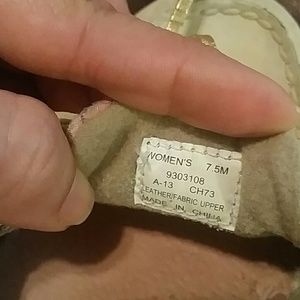 WOMEN'S 7.5M
9303108
A-13 CH73
LEATHER/FABRIC UPPER
MADE IN CHINA